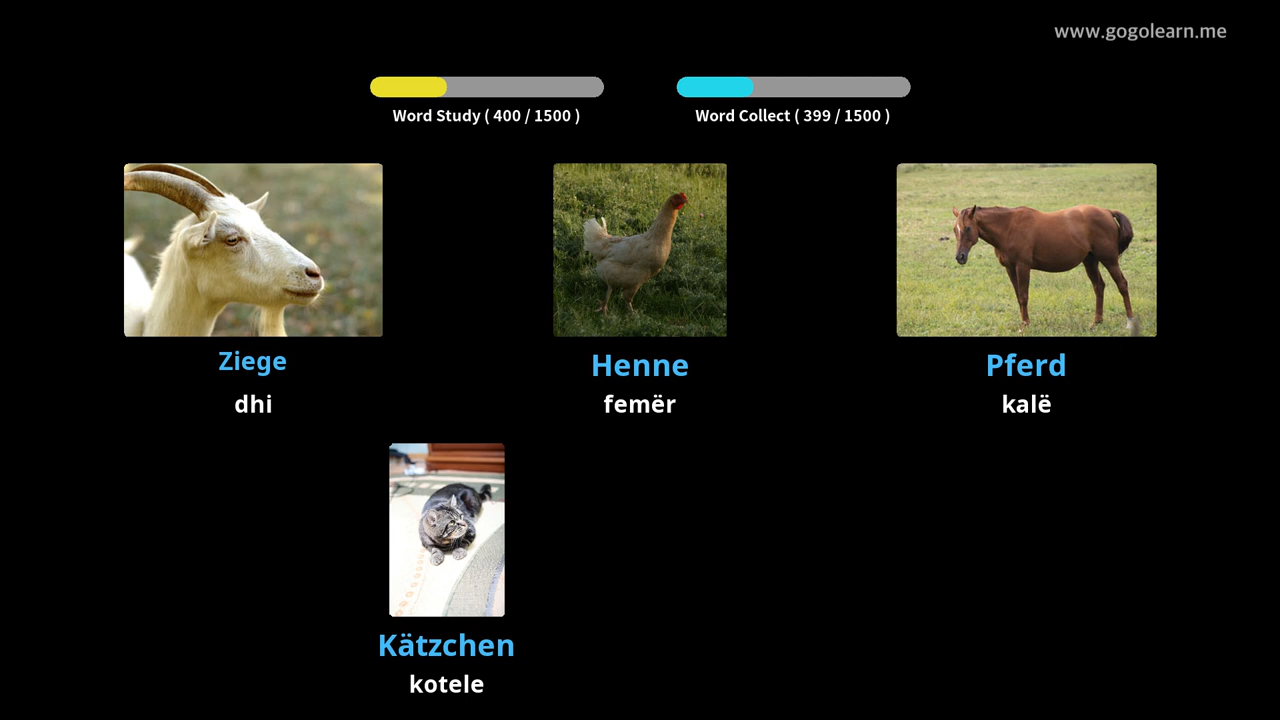 www.gogolearn.me
Word Study ( 400 / 1500 )
Word Collect ( 399 / 1500 )
Ziege
dhi
Henne
femër
Pferd
kalë
Kätzchen
kotele